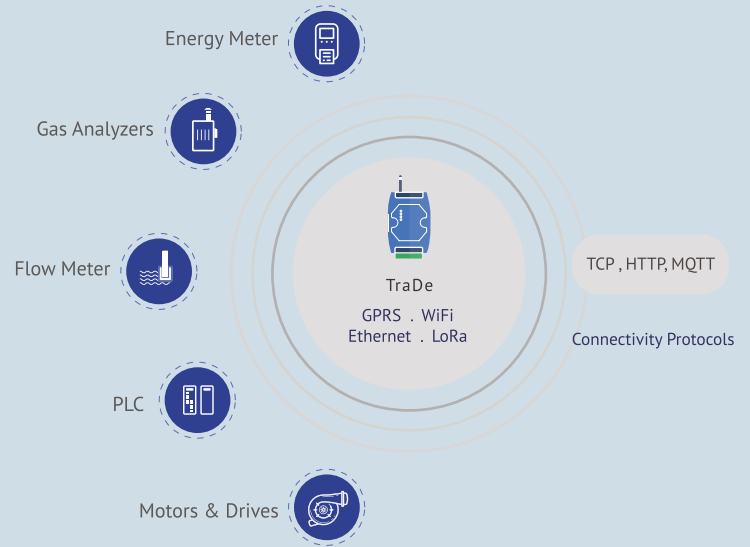 Energy Meter
Gas Analyzers
Flow Meter
PLC
Motors & Drives
TraDe
GPRS . WiFi
Ethernet . LoRa
TCP , HTTP, MQTT
Connectivity Protocols